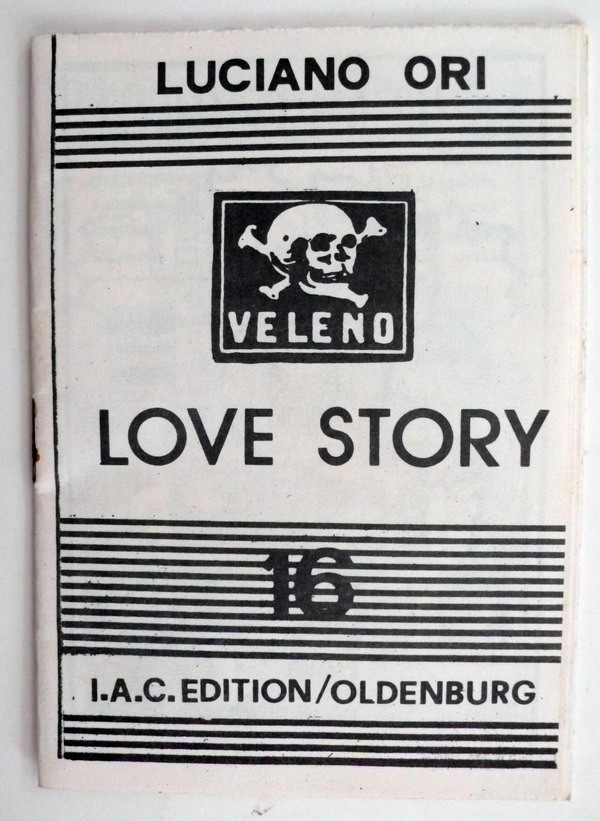 LUCIANO ORI
VELENO
LOVE STORY
16
I.A.C. EDITION/OLDENBURG